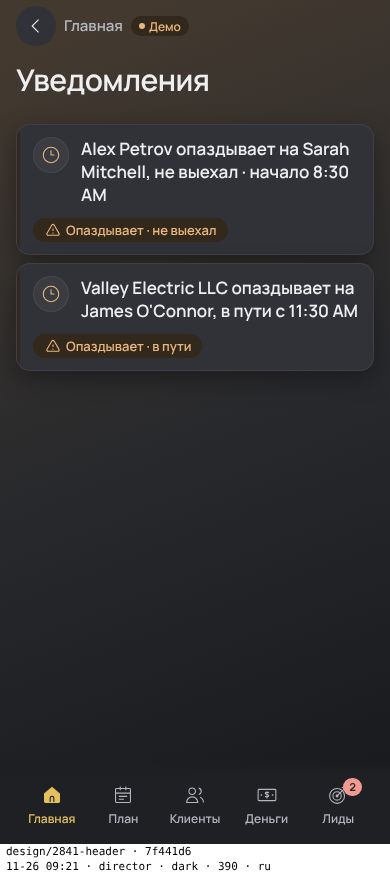 Главная
Демо
Уведомления
Alex Petrov опаздывает на Sarah
Mitchell, не выехал · начало 8:30
AM
Опаздывает · не выехал
Valley Electric LLC опаздывает на
James O'Connor, в пути с 11:30 AM
Опаздывает · в пути
2
Главная
План
Клиенты
Деньги
Лиды
design/2841-header · 7f441d6
11-26 09:21 · director · dark · 390 · ru